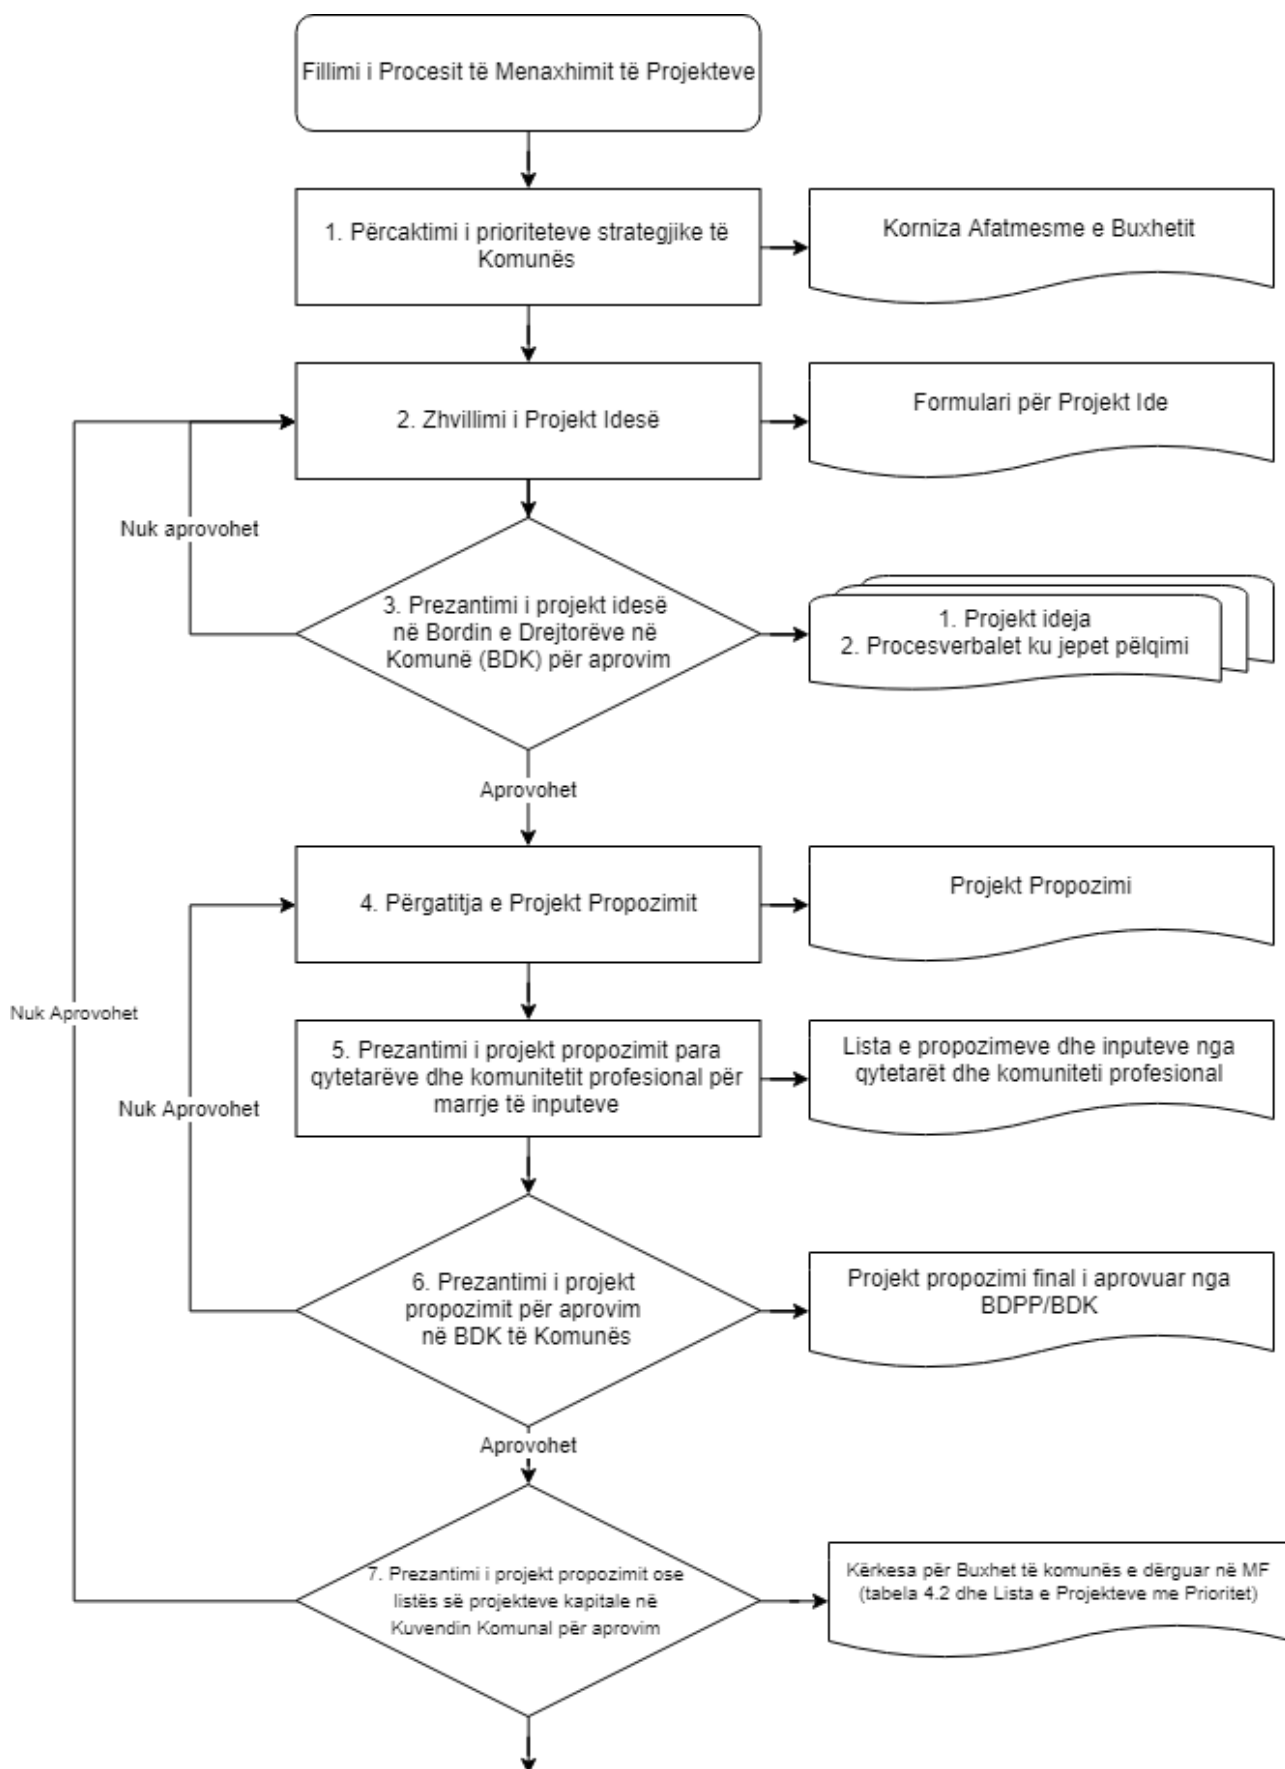 Fillimi i Procesit të Menaxhimit të Projekteve
1. Përcaktimi i prioriteteve strategjike të
Komunës
Korniza Afatmesme e Buxhetit
2. Zhvillimi i Projekt Idesë
Formulari për Projekt Ide
Nuk aprovohet
3. Prezantimi i projekt idesë
në Bordin e Drejtorëve në
Komunë (BDK) për aprovim
1. Projekt ideja
2. Procesverbalet ku jepet pëlqimi
Aprovohet
4. Përgatitja e Projekt Propozimit
Projekt Propozimi
Nuk Aprovohet
5. Prezantimi i projekt propozimit para
qytetarëve dhe komunitetit profesional për
marrje të inputeve
Lista e propozimeve dhe inputeve nga
qytetarët dhe komuniteti profesional
Nuk Aprovohet
6. Prezantimi i projekt
propozimit për aprovim
në BDK të Komunës
Projekt propozimi final i aprovuar nga
BDPP/BDK
Aprovohet
7. Prezantimi i projekt propozimit ose
listës së projekteve kapitale në
Kuvendin Komunal për aprovim
Kërkesa për Buxhet të komunës e dërguar në MF
(tabela 4.2 dhe Lista e Projekteve me Prioritet)